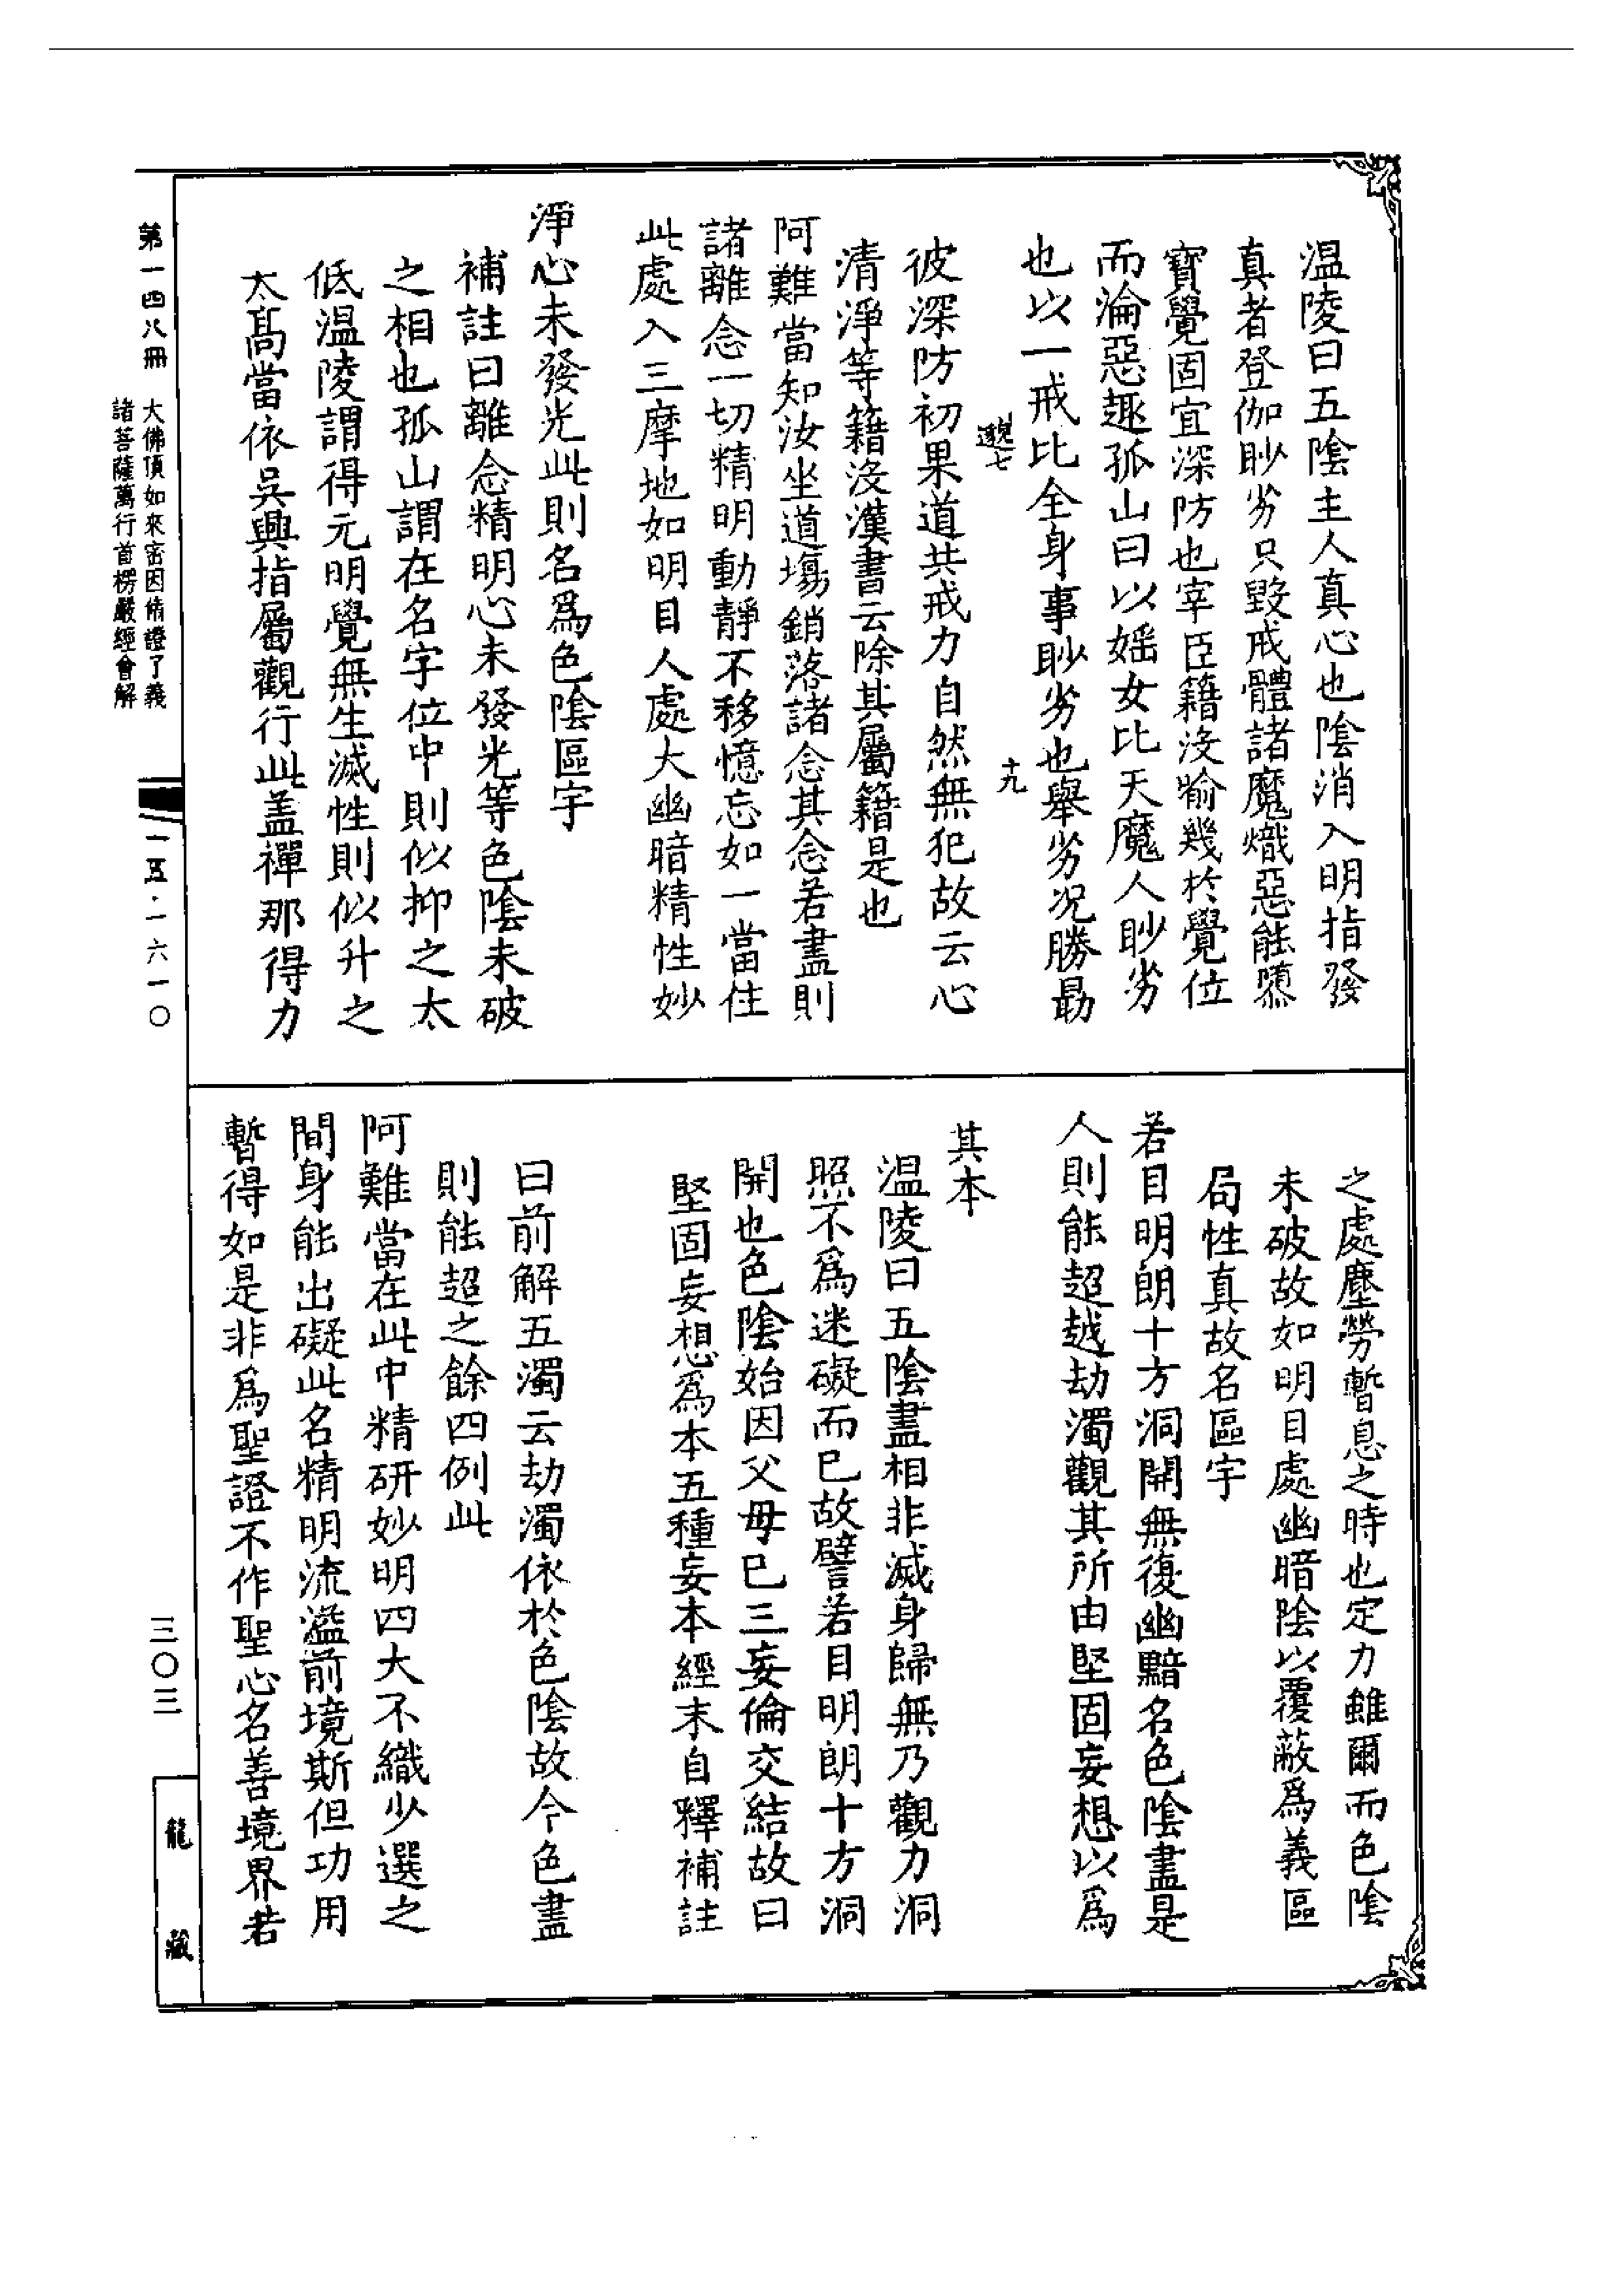 温陵曰五陰主人真心也陰消入明指發
真者登伽眇劣只毀戒體諸魔熾惡能隳
寶覺固宜深防也宰臣籍沒喻幾於覺位
而淪惡趣孤山曰以婬女比天魔人眇劣
也以一戒比全身事眇劣也舉劣况勝勗
十九
彼深防初果道共戒力自然無犯故云心
清淨等籍沒漢書云除其屬籍是也
阿難當知汝坐道塲銷落諸念其念若盡則
諸離念一切精明動靜不移憶忘如一當住
此處入三摩地如明目人處大幽暗精性妙
淨心未發光此則名爲色陰區宇
補註曰離念精明心未發光等色陰未破
之相也孤山謂在名字位中則似抑之太
低温陵謂得元明覺無生滅性則似升之
太高當依吳興指屬觀行此盖禪那得力
之處塵勞暫息之時也定力雖爾而色陰
未破故如明目處幽暗陰以覆蔽爲義區
局性真故名區宇
若目明朗十方洞開無復幽黯名色陰盡是
人則能超越劫濁觀其所由堅固妄想以爲
其本
温陵曰五陰盡相非滅身歸無乃觀力洞
照不爲迷礙而已故譬若目明朗十方洞
開也色陰始因父母巳三妄倫交結故曰
堅固妄想爲本五種妄本經末自釋補註
曰前解五濁云劫濁依於色陰故今色盡
則能超之餘四例此
阿難當在此中精研妙明四大不織少選之
間身能出礙此名精明流溢前境斯但功用
暫得如是非爲聖證不作聖心名善境界若
第一四八冊
大佛頂如來密因脩證了義
諸菩薩萬行首楞嚴經會解
一五·一六一〇
三〇三
龍藏